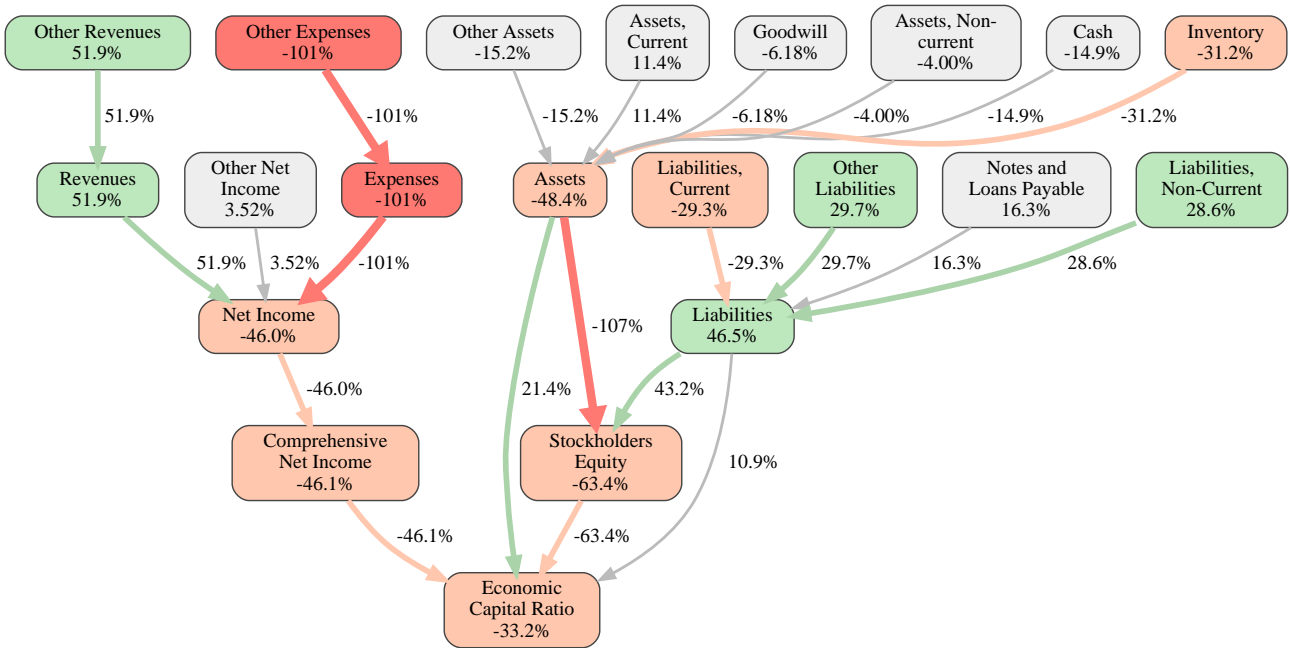 Other Revenues
51.9%
Other Expenses
-101%
Other Assets
-15.2%
Assets,
Current
11.4%
Goodwill
-6.18%
Assets, Non-
current
-4.00%
Cash
-14.9%
Inventory
-31.2%
51.9%
-101%
-15.2%
11.4%
-6.18%
-4.00%
-14.9%
-31.2%
Revenues
51.9%
Other Net
Income
3.52%
Expenses
-101%
Assets
-48.4%
Liabilities,
Current
-29.3%
Other
Liabilities
29.7%
Notes and
Loans Payable
16.3%
Liabilities,
Non-Current
28.6%
51.9%
3.52%
-101%
-29.3%
29.7%
16.3%
28.6%
Net Income
-46.0%
-107%
Liabilities
46.5%
-46.0%
21.4%
43.2%
Comprehensive
Net Income
-46.1%
Stockholders
Equity
-63.4%
10.9%
-46.1%
-63.4%
Economic
Capital Ratio
-33.2%